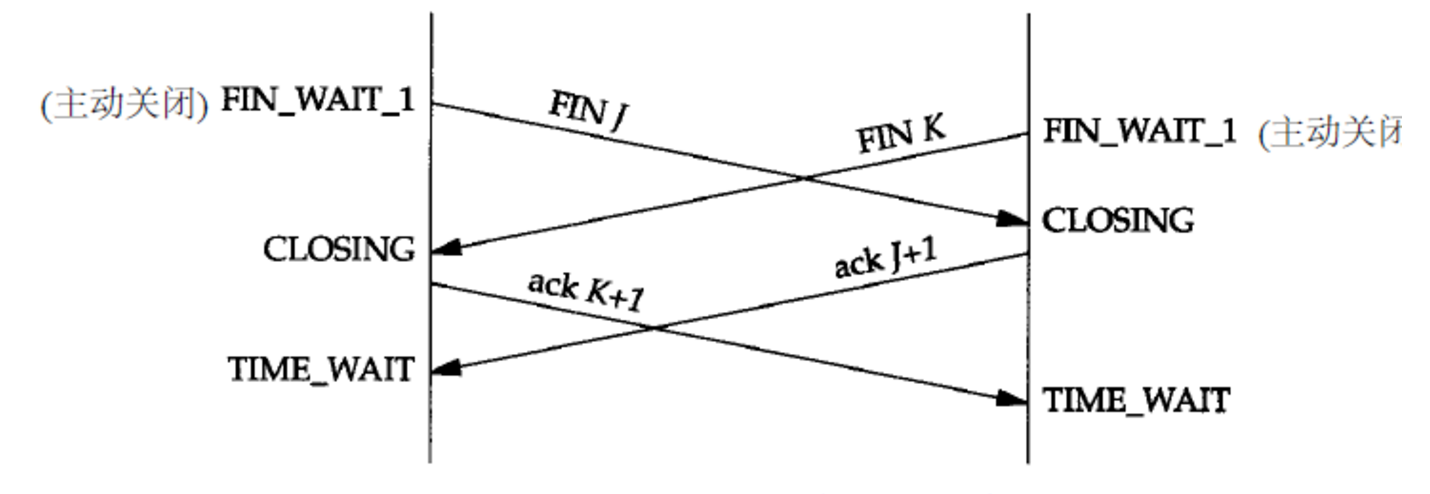 (主动关闭) FIN_WAIT_1
FIN J
FIN K
FIN_WAIT_1 (主动关闭
CLOSING
CLOSING
ack J+1
ack K+1
TIME_WAIT
TIME_WAIT